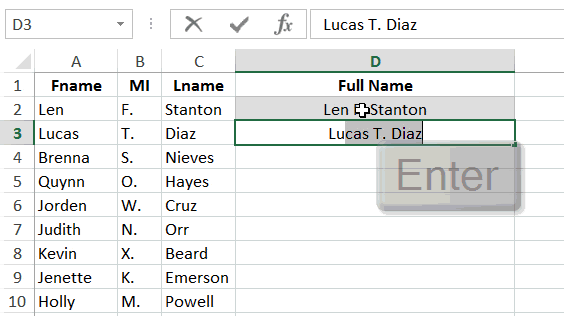 D3 fx Lucas T. Diaz
A B C D
1 Fname MI Lname Full Name
2 Len F. Stanton Len F. Stanton
3 Lucas T. Diaz Lucas T. Diaz
4 Brenna S. Nieves
5 Quynn O. Hayes
6 Jorden W. Cruz
7 Judith N. Orr
8 Kevin X. Beard
9 Jenette K. Emerson
10 Holly M. Powell
Enter